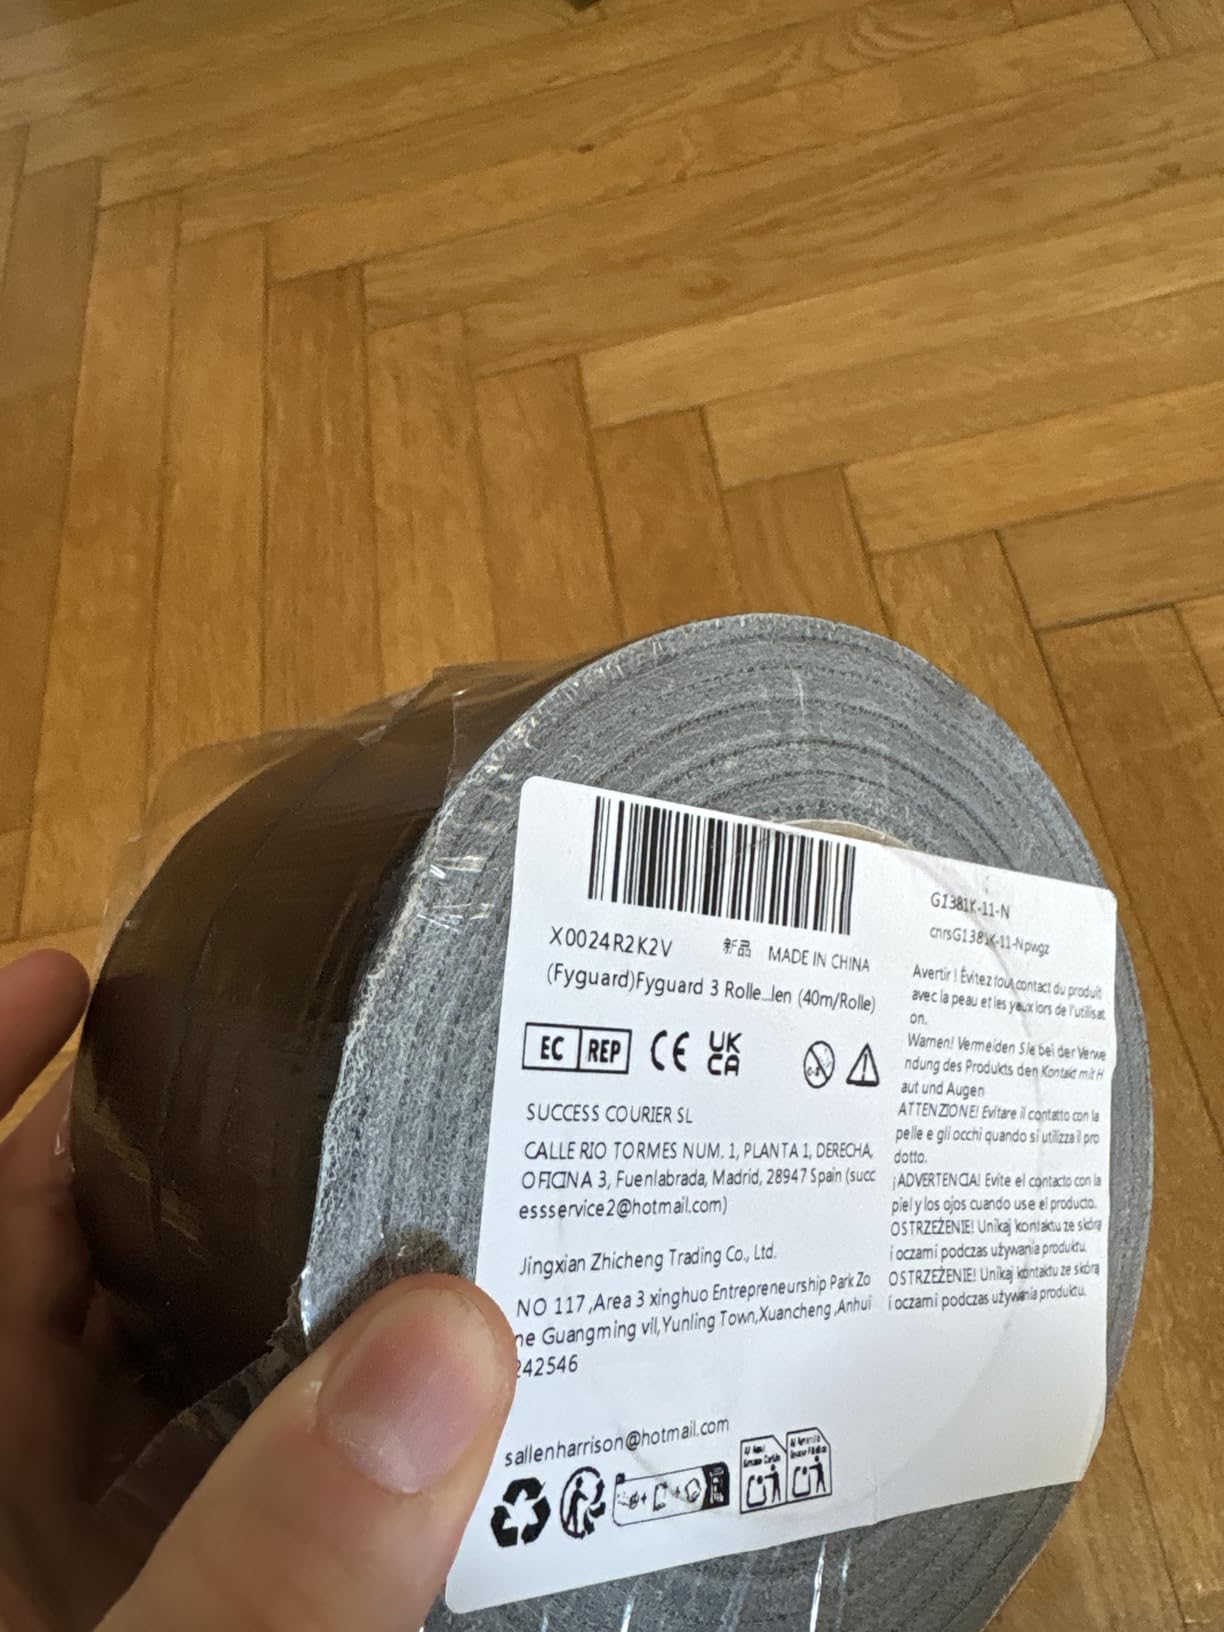 X0024R2K2V 新品 MADE IN CHINA
(Fyguard)Fyguard 3 Rolle...len (40m/Rolle)
EC REP CE UK CA
SUCCESS COURIER SL
CALLE RIO TORMES NUM. 1, PLANTA 1, DERECHA,
OFICINA 3, Fuenlabrada, Madrid, 28947 Spain (succ
essservice2@hotmail.com)
Jingxian Zhicheng Trading Co., Ltd.
NO 117 ,Area 3 xinghuo Entrepreneurship Park Zo
ne Guangming vil,Yunling Town,Xuancheng ,Anhui
242546
sallenharrison@hotmail.com
G1381K-11-N
cnrsG1381K-11-Npwgz
Avertir ! Évitez tout contact du produit
avec la peau et les yeux lors de l'utilisat
on.
Warnen! Vermeiden Sie bei der Verwe
ndung des Produkts den Kontakt mit H
aut und Augen
ATTENZIONE! Evitare il contatto con la
pelle e gli occhi quando si utilizza il pro
dotto.
¡ADVERTENCIA! Evite el contacto con la
piel y los ojos cuando use el producto.
OSTRZEŻENIE! Unikaj kontaktu ze skórą
i oczami podczas używania produktu.
OSTRZEŻENIE! Unikaj kontaktu ze skórą
i oczami podczas używania produktu.